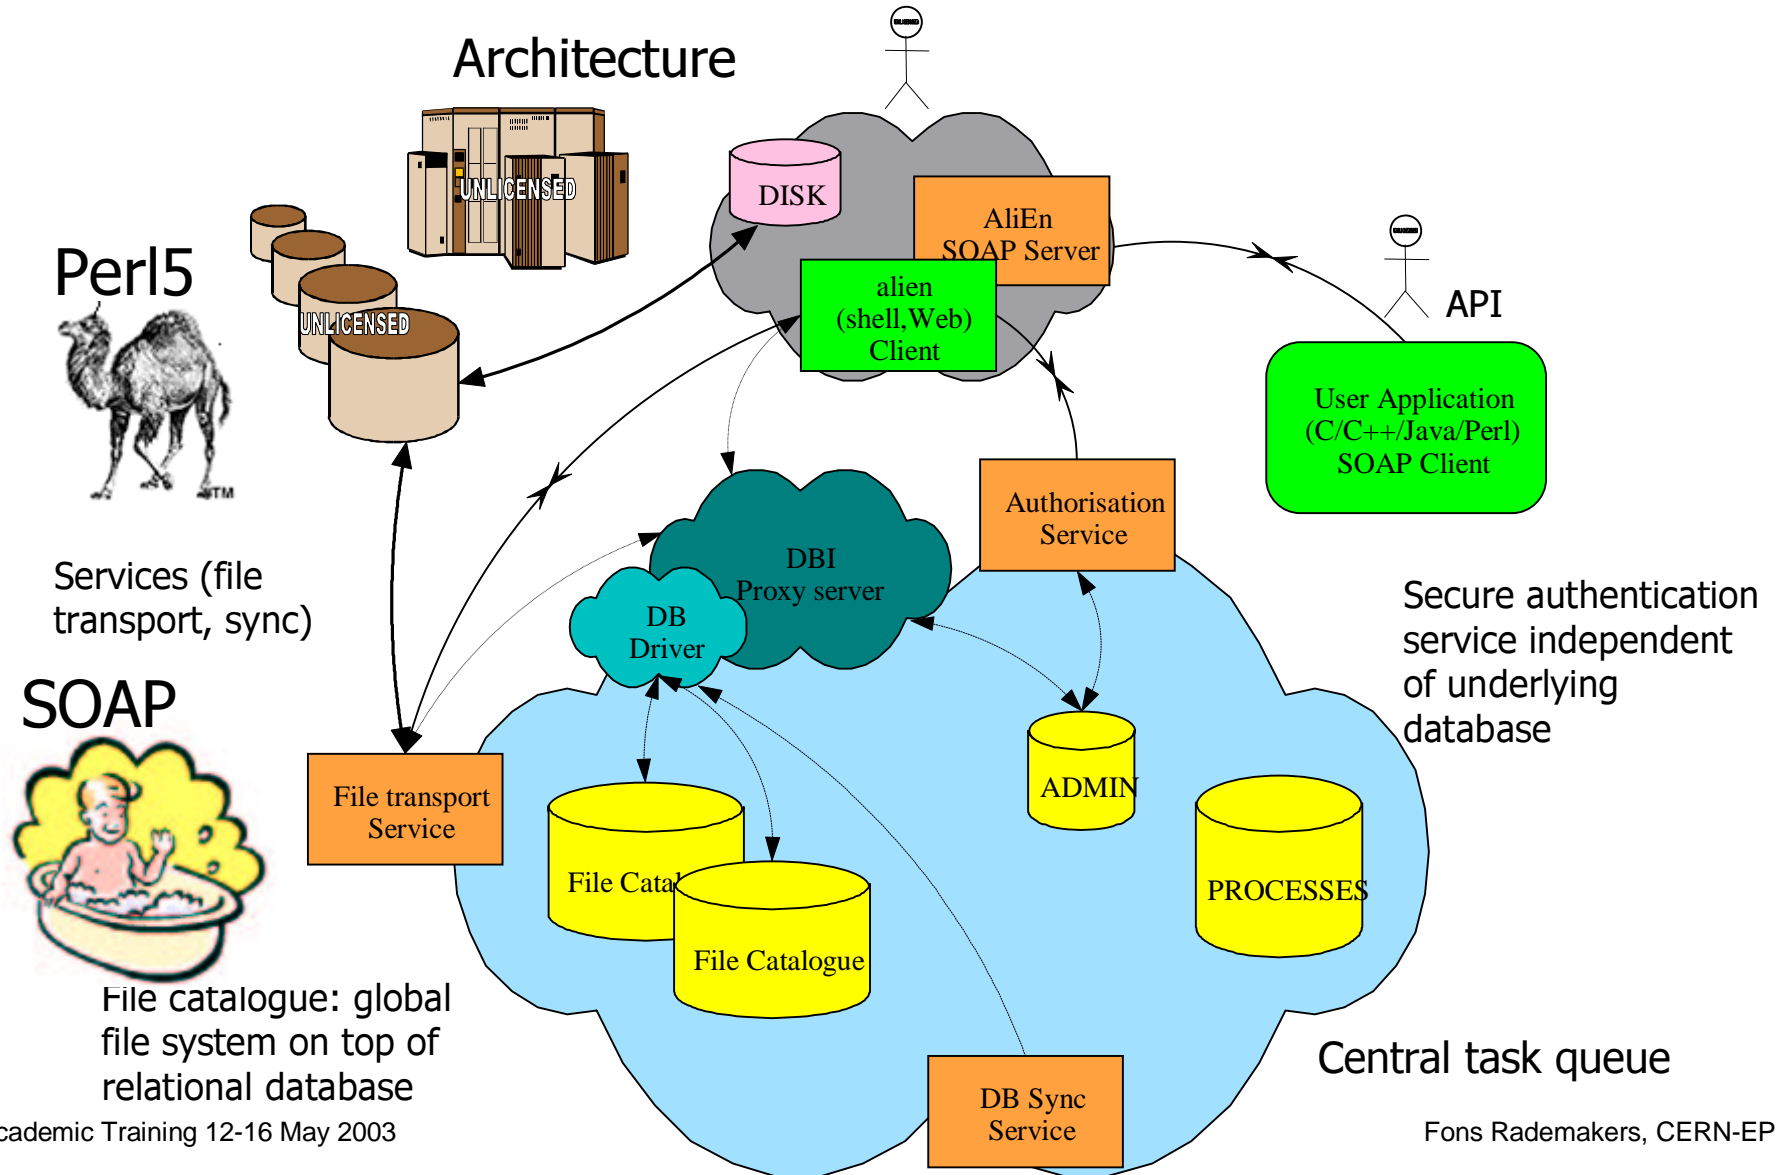 UNLICENSED
Architecture
UNLICENSED
DISK
AliEn
SOAP Server
alien
(shell,Web)
Client
API
Perl5
UNLICENSED
TM
User Application
(C/C++/Java/Perl)
SOAP Client
Authorisation
Service
DBI
Proxy server
DB
Driver
Services (file
transport, sync)
Secure authentication
service independent
of underlying
database
SOAP
File transport
Service
ADMIN
File Catal
File Catalogue
PROCESSES
File catalogue: global
file system on top of
relational database
Central task queue
DB Sync
Service
cademic Training 12-16 May 2003
Fons Rademakers, CERN-EP